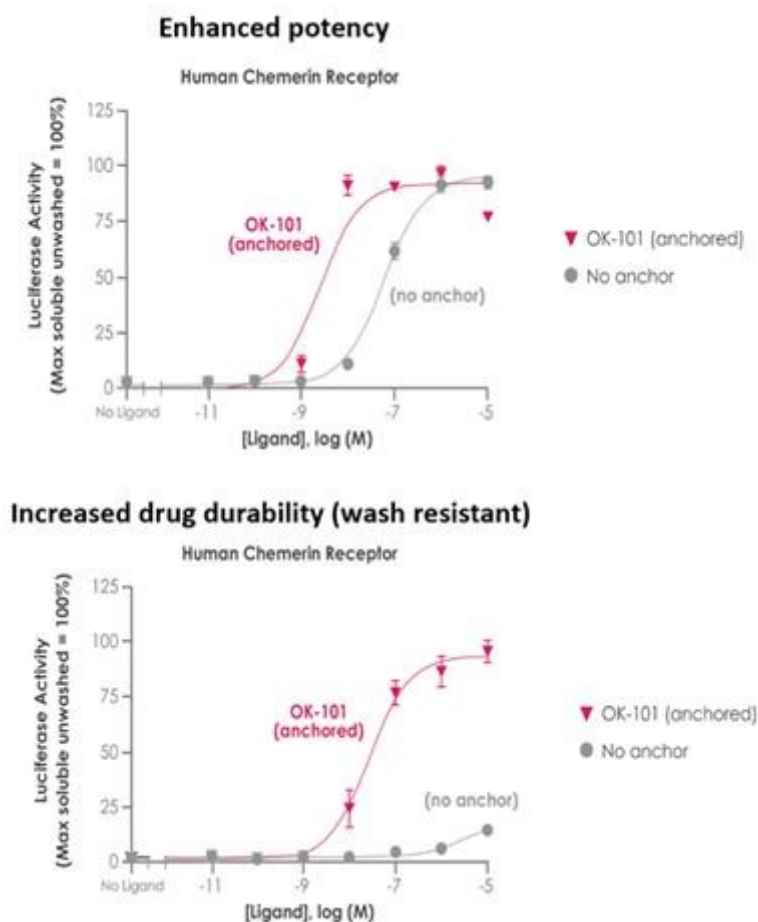 Enhanced potency
Human Chemerin Receptor
Luciferase Activity
(Max soluble unwashed = 100%)
125
100
75
50
25
0
OK-101
(anchored)
(no anchor)
No Ligand
-11
-9
-7
-5
[Ligand], log (M)
OK-101 (anchored)
No anchor
Increased drug durability (wash resistant)
Human Chemerin Receptor
Luciferase Activity
(Max soluble unwashed = 100%)
125
100
75
50
25
0
OK-101
(anchored)
(no anchor)
No Ligand
-11
-9
-7
-5
[Ligand], log (M)
OK-101 (anchored)
No anchor